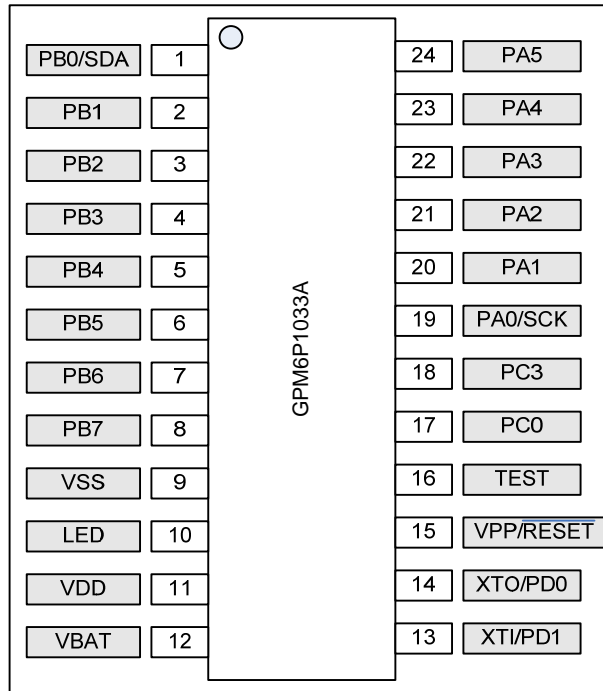 PB0/SDA 1 24 PA5
PB1 2 23 PA4
PB2 3 22 PA3
PB3 4 21 PA2
PB4 5 20 PA1
PB5 6 19 PA0/SCK
PB6 7 18 PC3
PB7 8 17 PC0
VSS 9 16 TEST
LED 10 15 VPP/RESET
VDD 11 14 XTO/PD0
VBAT 12 13 XTI/PD1
GPM6P1033A